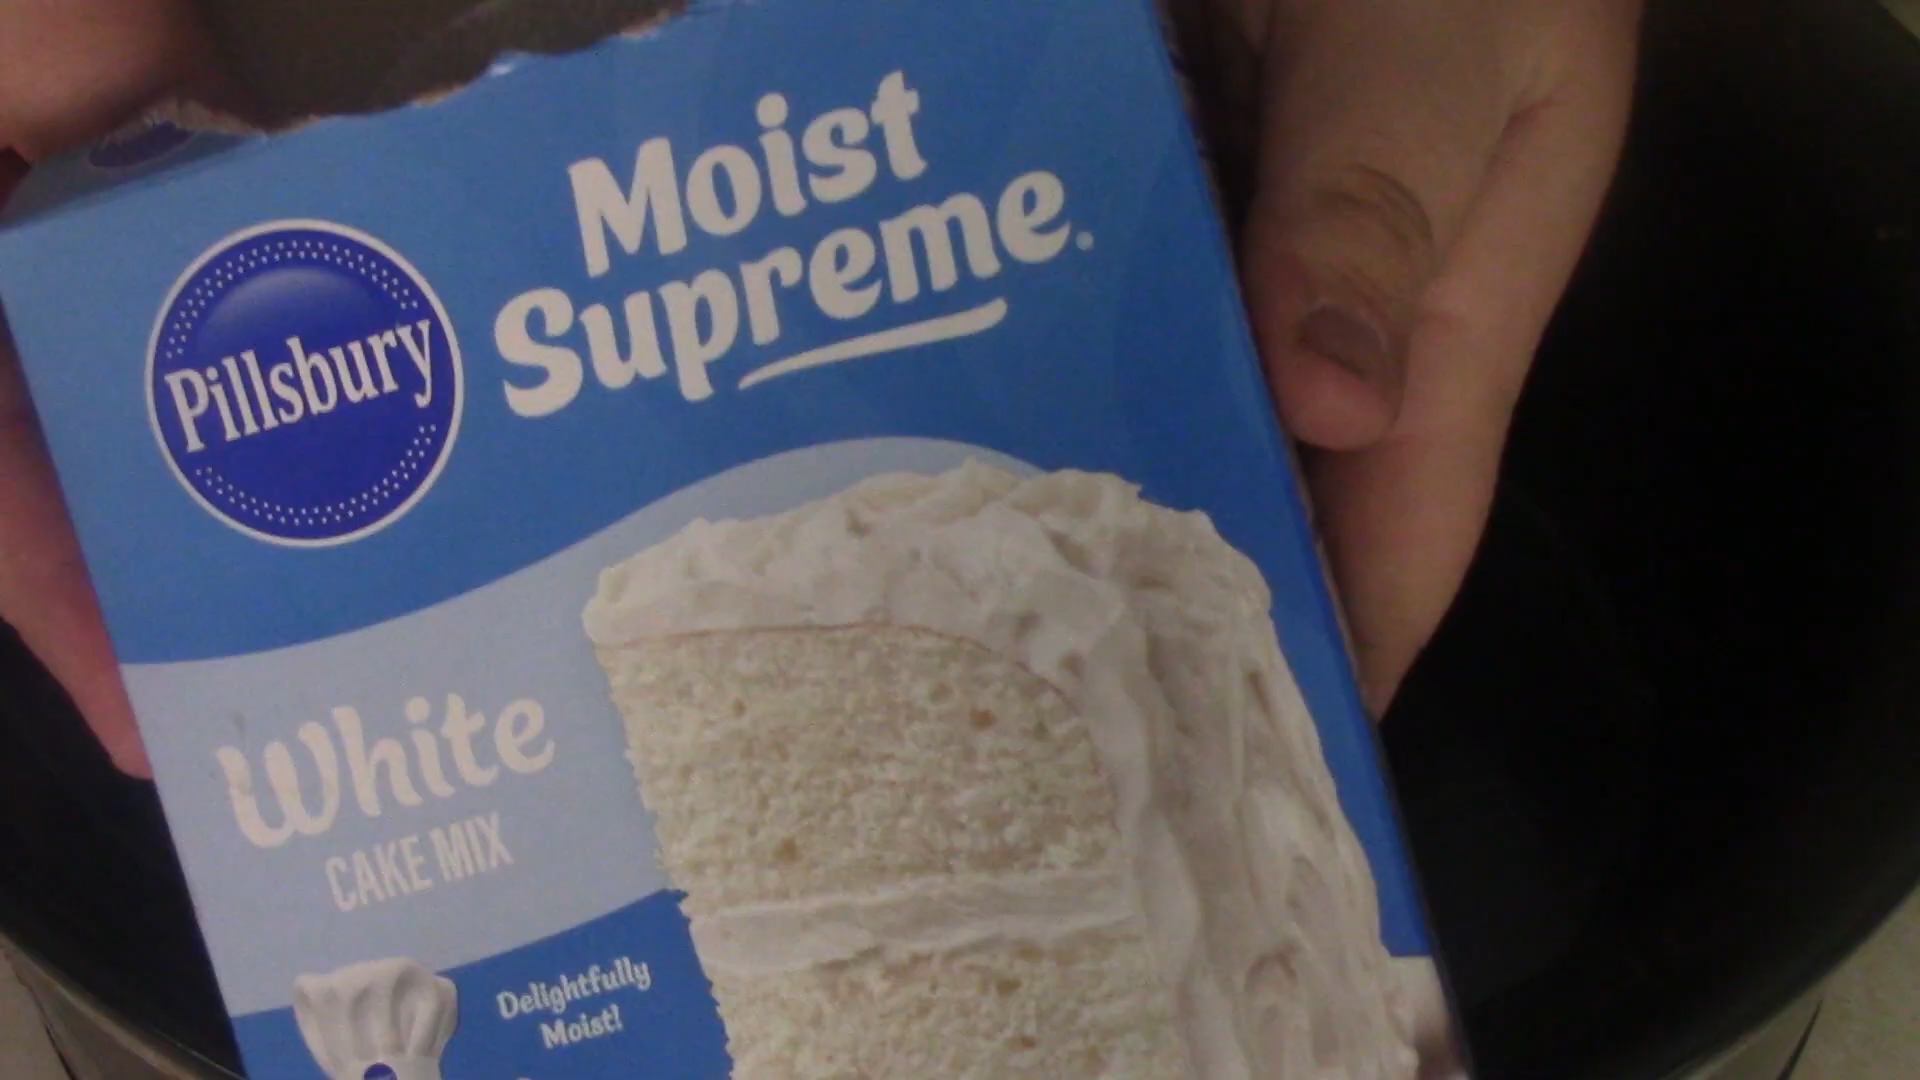 Moist
Supreme.
Pillsbury
White
CAKE MIX
Delightfully
Moist!